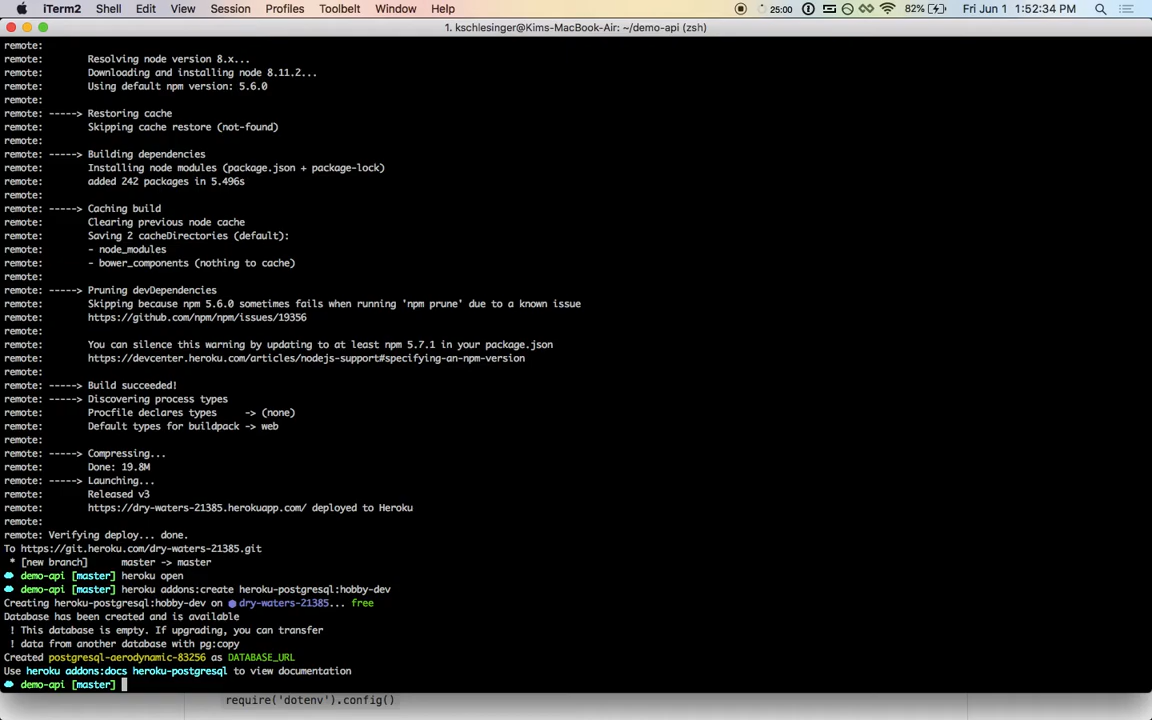 iTerm2 Shell Edit View Session Profiles Toolbelt Window Help 25:00 82% Fri Jun 1 1:52:34 PM
1. kschlesinger@Kims-MacBook-Air: ~/demo-api (zsh)
remote:
remote: Resolving node version 8.x...
remote: Downloading and installing node 8.11.2...
remote: Using default npm version: 5.6.0
remote:
remote: -----> Restoring cache
remote: Skipping cache restore (not-found)
remote:
remote: -----> Building dependencies
remote: Installing node modules (package.json + package-lock)
remote: added 242 packages in 5.496s
remote:
remote: -----> Caching build
remote: Clearing previous node cache
remote: Saving 2 cacheDirectories (default):
remote: - node_modules
remote: - bower_components (nothing to cache)
remote:
remote: -----> Pruning devDependencies
remote: Skipping because npm 5.6.0 sometimes fails when running 'npm prune' due to a known issue
remote: https://github.com/npm/npm/issues/19356
remote:
remote: You can silence this warning by updating to at least npm 5.7.1 in your package.json
remote: https://devcenter.heroku.com/articles/nodejs-support#specifying-an-npm-version
remote:
remote: -----> Build succeeded!
remote: -----> Discovering process types
remote: Procfile declares types -> (none)
remote: Default types for buildpack -> web
remote:
remote: -----> Compressing...
remote: Done: 19.8M
remote: -----> Launching...
remote: Released v3
remote: https://dry-waters-21385.herokuapp.com/ deployed to Heroku
remote:
remote: Verifying deploy... done.
To https://git.heroku.com/dry-waters-21385.git
* [new branch] master -> master
demo-api [master] heroku open
demo-api [master] heroku addons:create heroku-postgresql:hobby-dev
Creating heroku-postgresql:hobby-dev on dry-waters-21385... free
Database has been created and is available
! This database is empty. If upgrading, you can transfer
! data from another database with pg:copy
Created postgresql-aerodynamic-83256 as DATABASE_URL
Use heroku addons:docs heroku-postgresql to view documentation
demo-api [master]
require('dotenv').config()